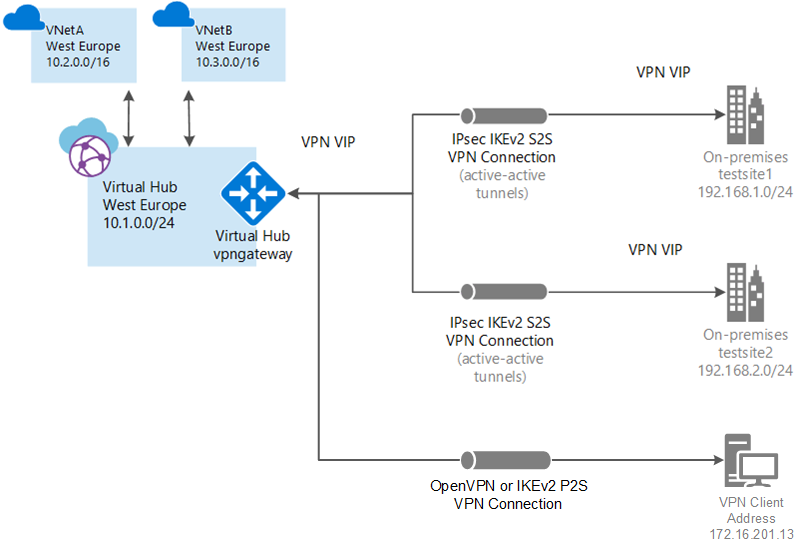 VNetA
West Europe
10.2.0.0/16
VNetB
West Europe
10.3.0.0/16
VPN VIP
VPN VIP
IPsec IKEv2 S2S
VPN Connection
(active-active
tunnels)
On-premises
testsite1
192.168.1.0/24
Virtual Hub
West Europe
10.1.0.0/24
Virtual Hub
vpngateway
VPN VIP
IPsec IKEv2 S2S
VPN Connection
(active-active
tunnels)
On-premises
testsite2
192.168.2.0/24
OpenVPN or IKEv2 P2S
VPN Connection
VPN Client
Address
172.16.201.13